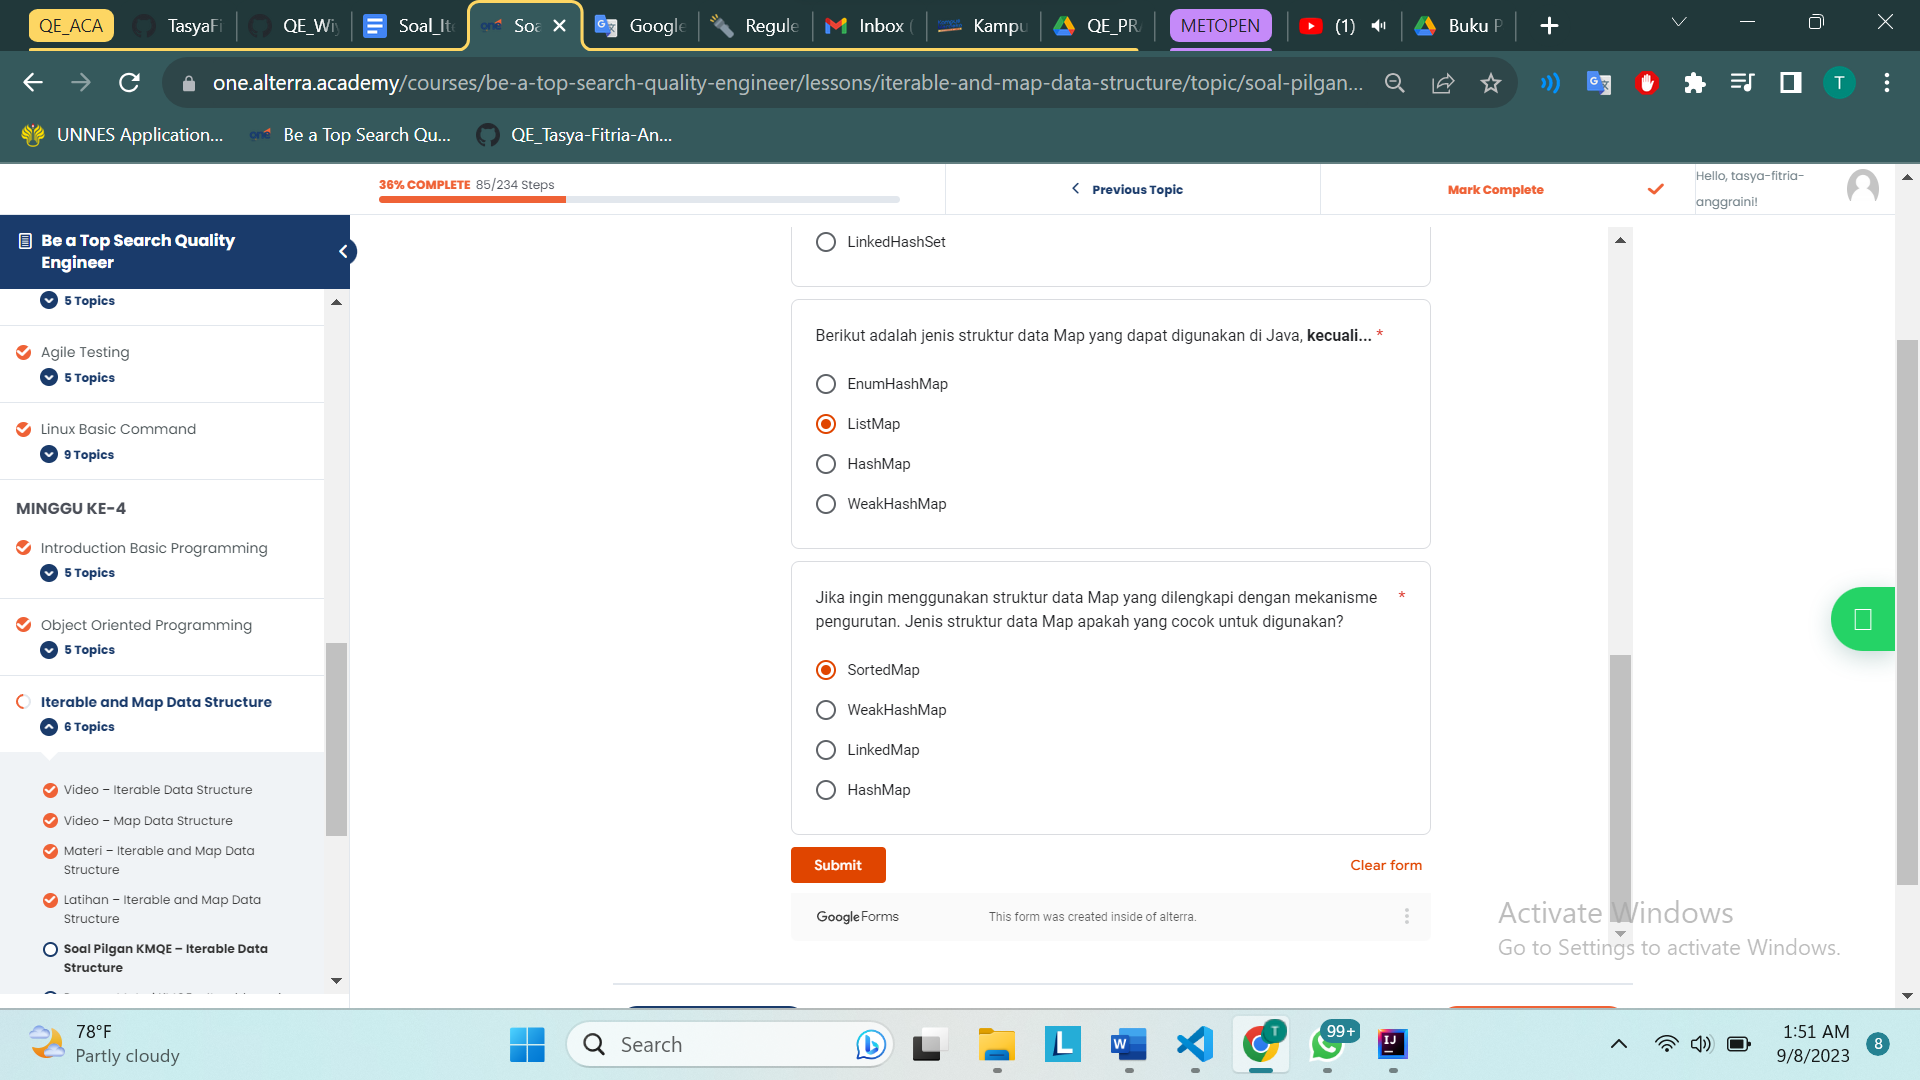 QE_ACA
TasyaFi
QE_Wiy
Soal_Ite
Soa
Google
Regule
Inbox (
Kampu
QE_PRA
METOPEN
(1)
Buku P
one.alterra.academy/courses/be-a-top-search-quality-engineer/lessons/iterable-and-map-data-structure/topic/soal-pilgan...
T
UNNES Application...
one
Be a Top Search Qu...
QE_Tasya-Fitria-An...
36% COMPLETE 85/234 Steps
Previous Topic
Mark Complete
Hello, tasya-fitria-
anggraini!
Be a Top Search Quality
Engineer
5 Topics
Agile Testing
5 Topics
Linux Basic Command
9 Topics
MINGGU KE-4
Introduction Basic Programming
5 Topics
Object Oriented Programming
5 Topics
Iterable and Map Data Structure
6 Topics
Video – Iterable Data Structure
Video – Map Data Structure
Materi – Iterable and Map Data
Structure
Latihan – Iterable and Map Data
Structure
Soal Pilgan KMQE – Iterable Data
Structure
LinkedHashSet
Berikut adalah jenis struktur data Map yang dapat digunakan di Java, kecuali... *
EnumHashMap
ListMap
HashMap
WeakHashMap
Jika ingin menggunakan struktur data Map yang dilengkapi dengan mekanisme *
pengurutan. Jenis struktur data Map apakah yang cocok untuk digunakan?
SortedMap
WeakHashMap
LinkedMap
HashMap
Submit
Clear form
Google Forms
This form was created inside of alterra.
Activate Windows
Go to Settings to activate Windows.
78°F
Partly cloudy
Search
L
W
T
99+
IJ
1:51 AM
9/8/2023
8